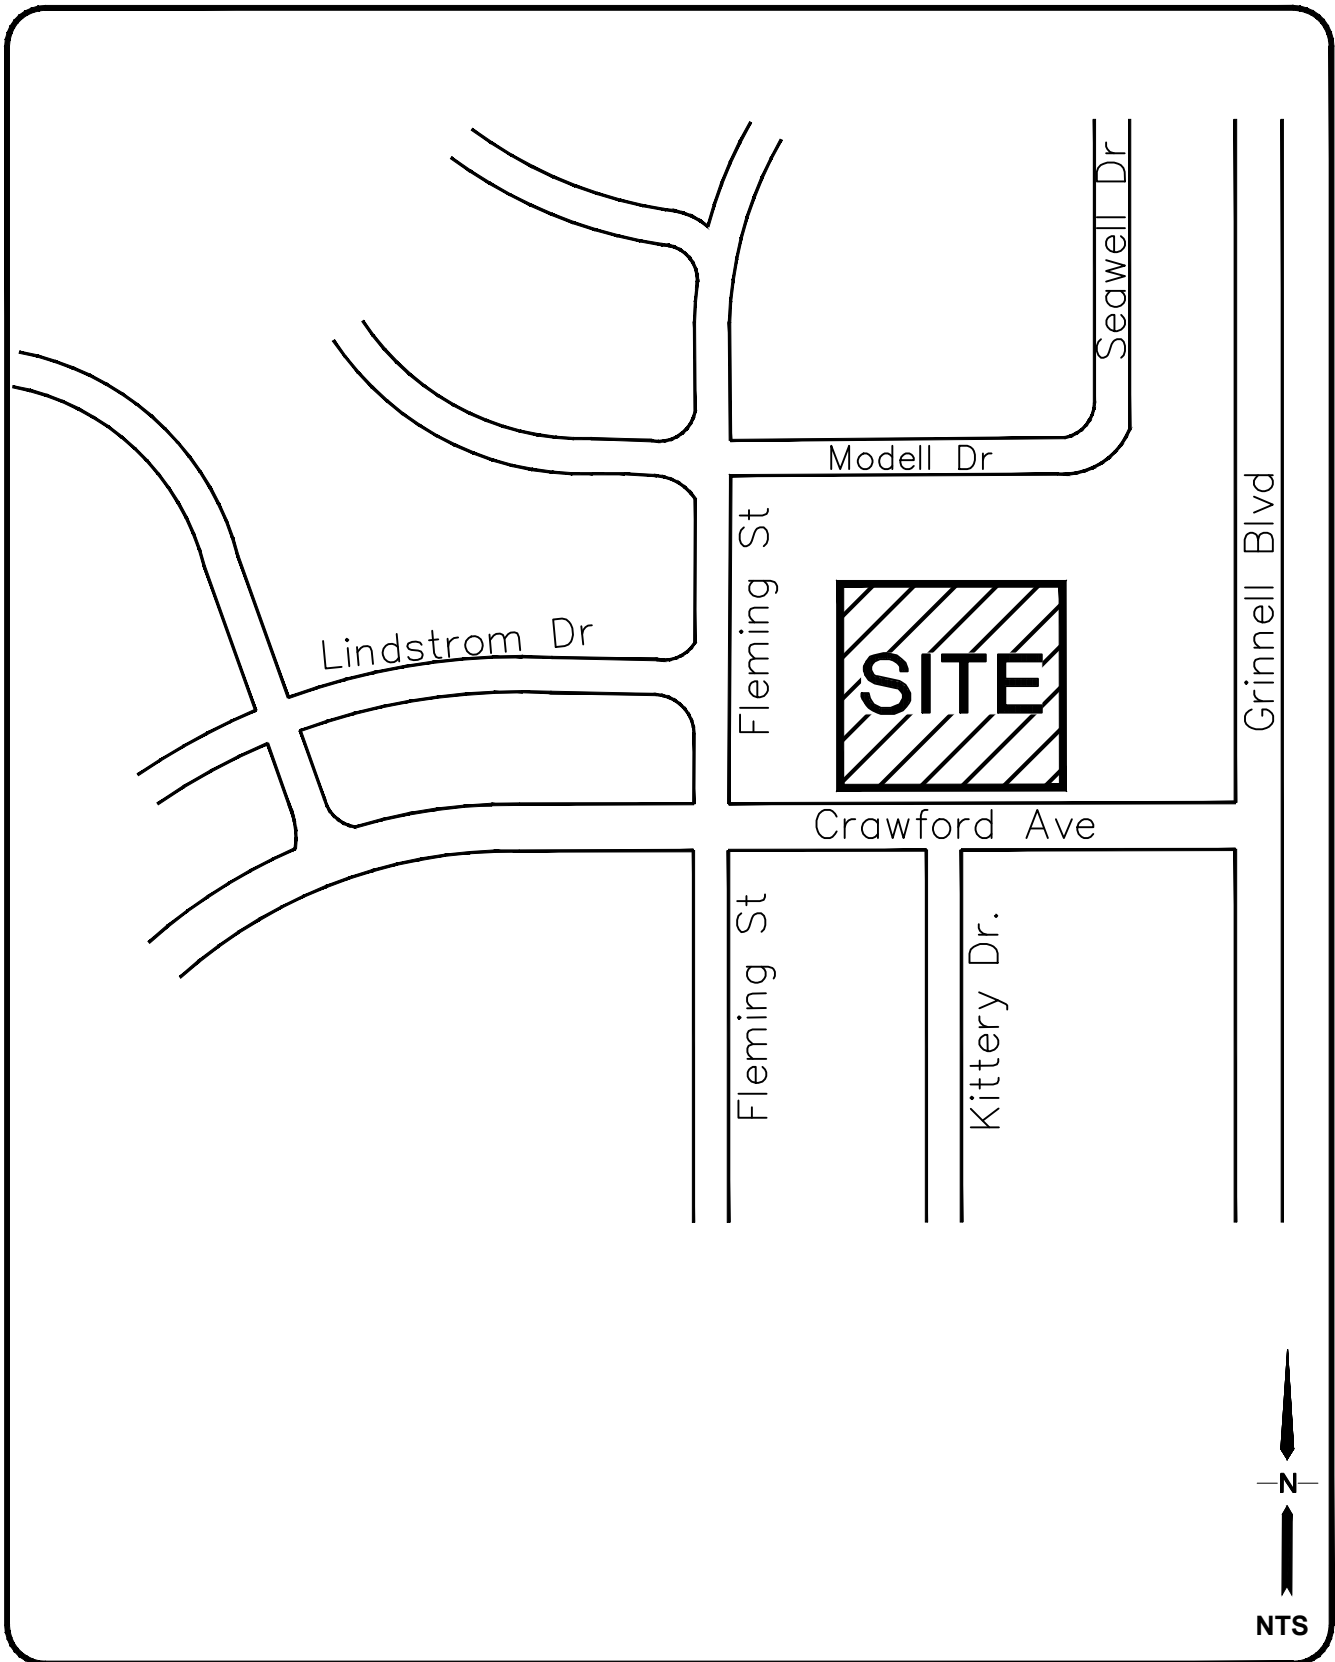 Seawell Dr
Modell Dr
Fleming St
Grinnell Blvd
Lindstrom Dr
SITE
Crawford Ave
Fleming St
Kittery Dr.
N
NTS